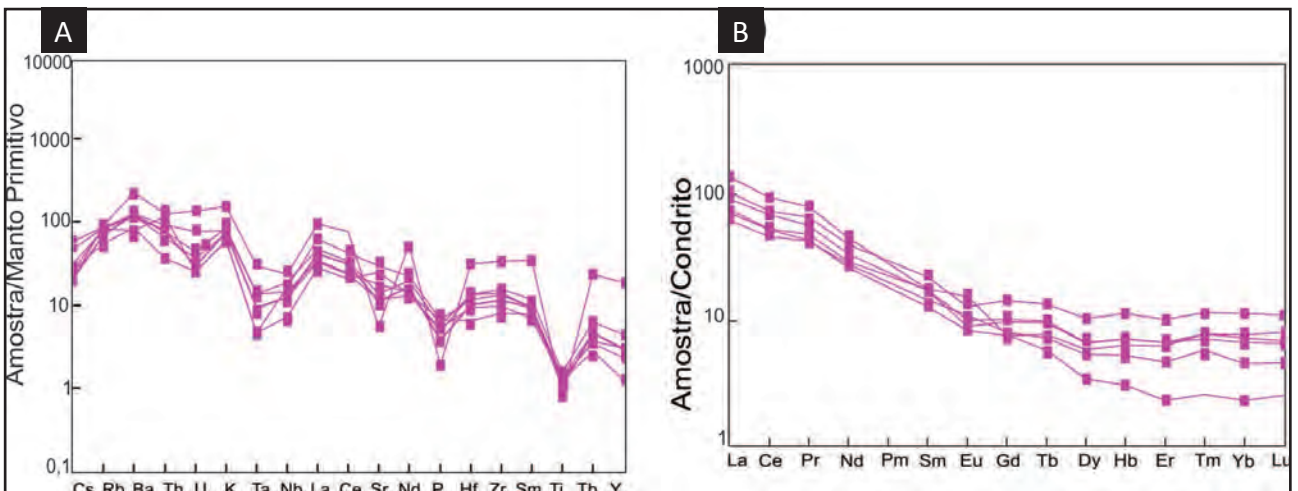 A
Amostra/Manto Primitivo
10000
1000
100
10
1
0,1
Cs Rb Ba Th U K Ta Nb La Ce Sr Nd P Hf Zr Sm Ti Tb Y
B
Amostra/Condrito
1000
100
10
1
La Ce Pr Nd Pm Sm Eu Gd Tb Dy Hb Er Tm Yb Lu